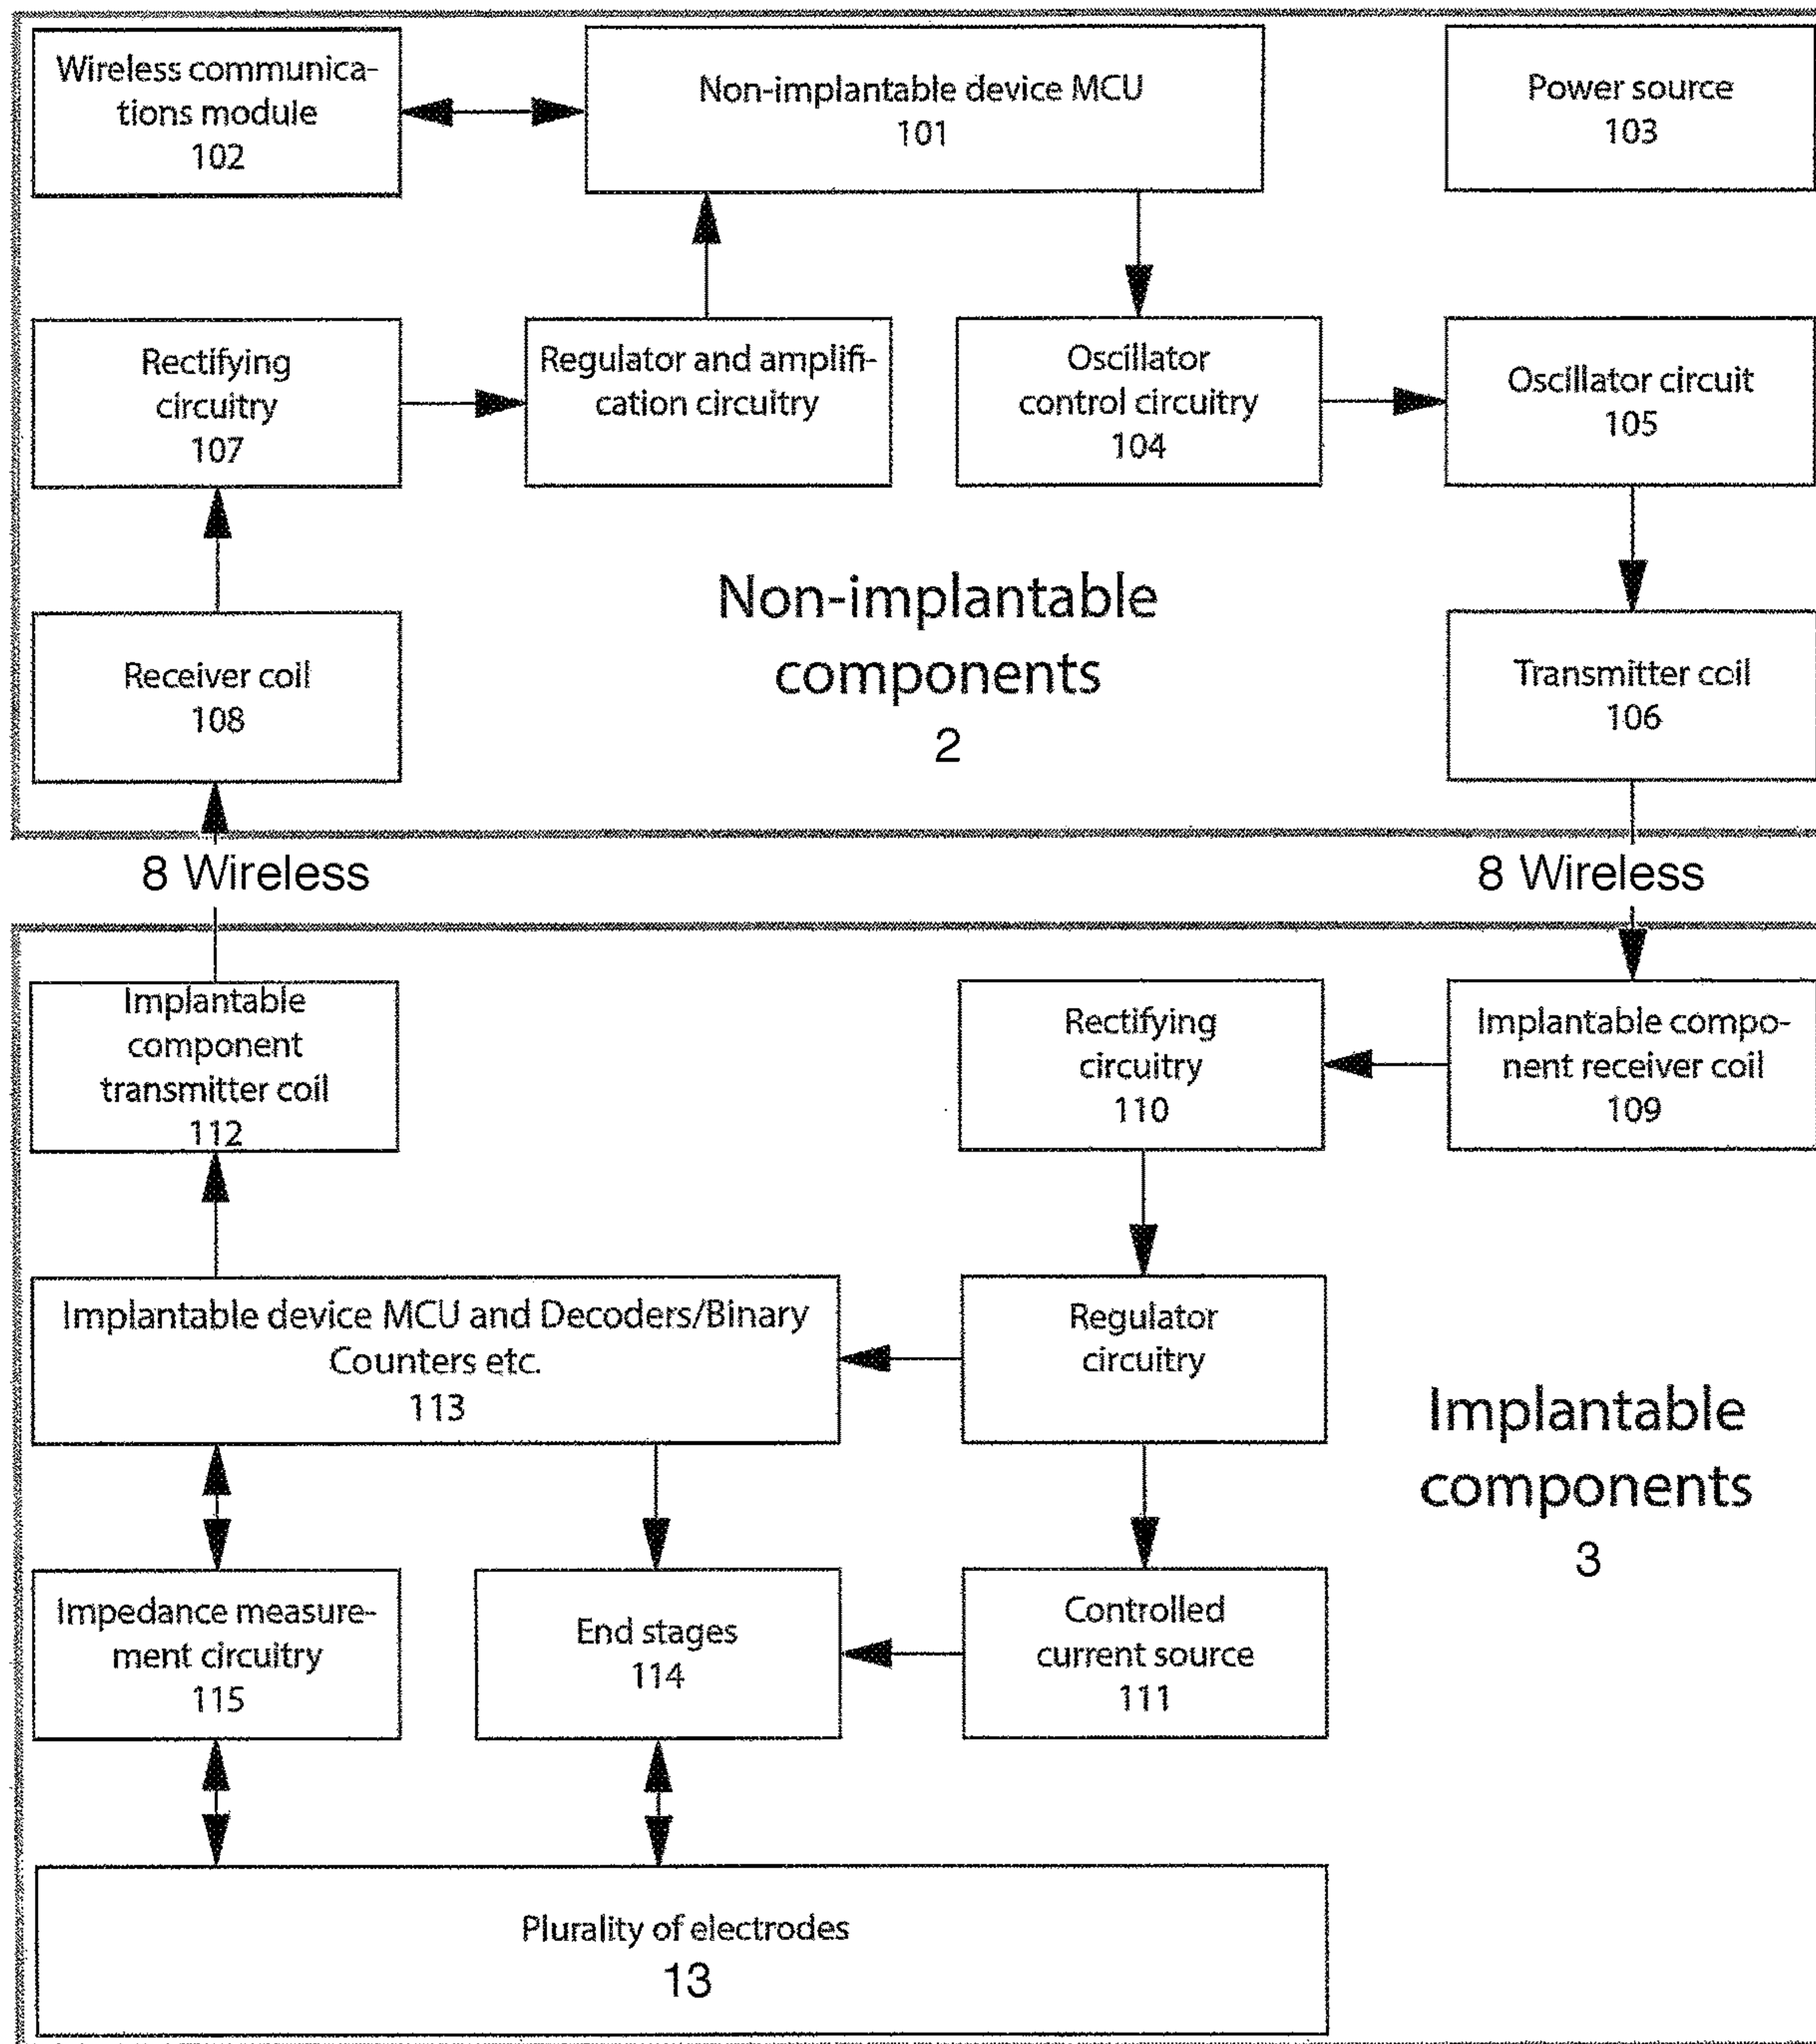 Wireless communica-
tions module
102
Non-implantable device MCU
101
Power source
103
Rectifying
circuitry
107
Regulator and amplifi-
cation circuitry
Oscillator
control circuitry
104
Oscillator circuit
105
Receiver coil
108
Non-implantable
components
2
Transmitter coil
106
8 Wireless
8 Wireless
Implantable
component
transmitter coil
112
Rectifying
circuitry
110
Implantable compo-
nent receiver coil
109
Implantable device MCU and Decoders/Binary
Counters etc.
113
Regulator
circuitry
Implantable
components
3
Impedance measure-
ment circuitry
115
End stages
114
Controlled
current source
111
Plurality of electrodes
13